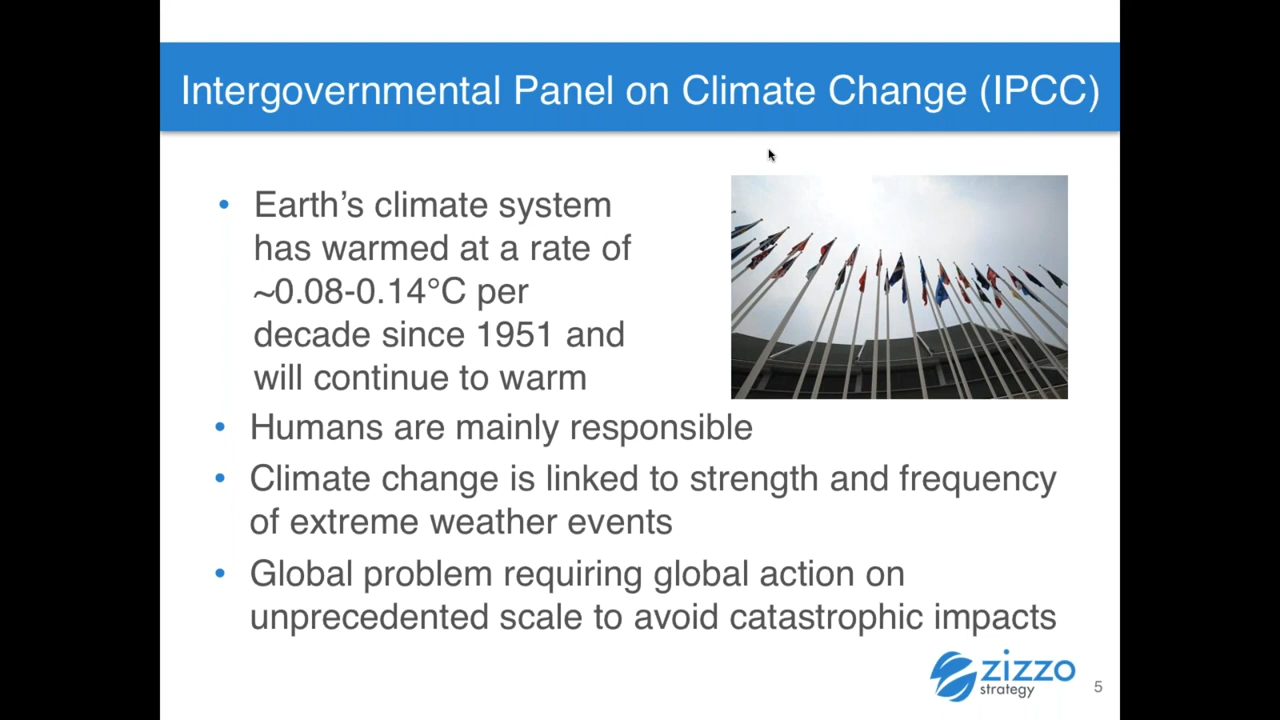 Intergovernmental Panel on Climate Change (IPCC)
• Earth’s climate system
has warmed at a rate of
~0.08-0.14°C per
decade since 1951 and
will continue to warm
• Humans are mainly responsible
• Climate change is linked to strength and frequency
of extreme weather events
• Global problem requiring global action on
unprecedented scale to avoid catastrophic impacts
zizzo
strategy
5